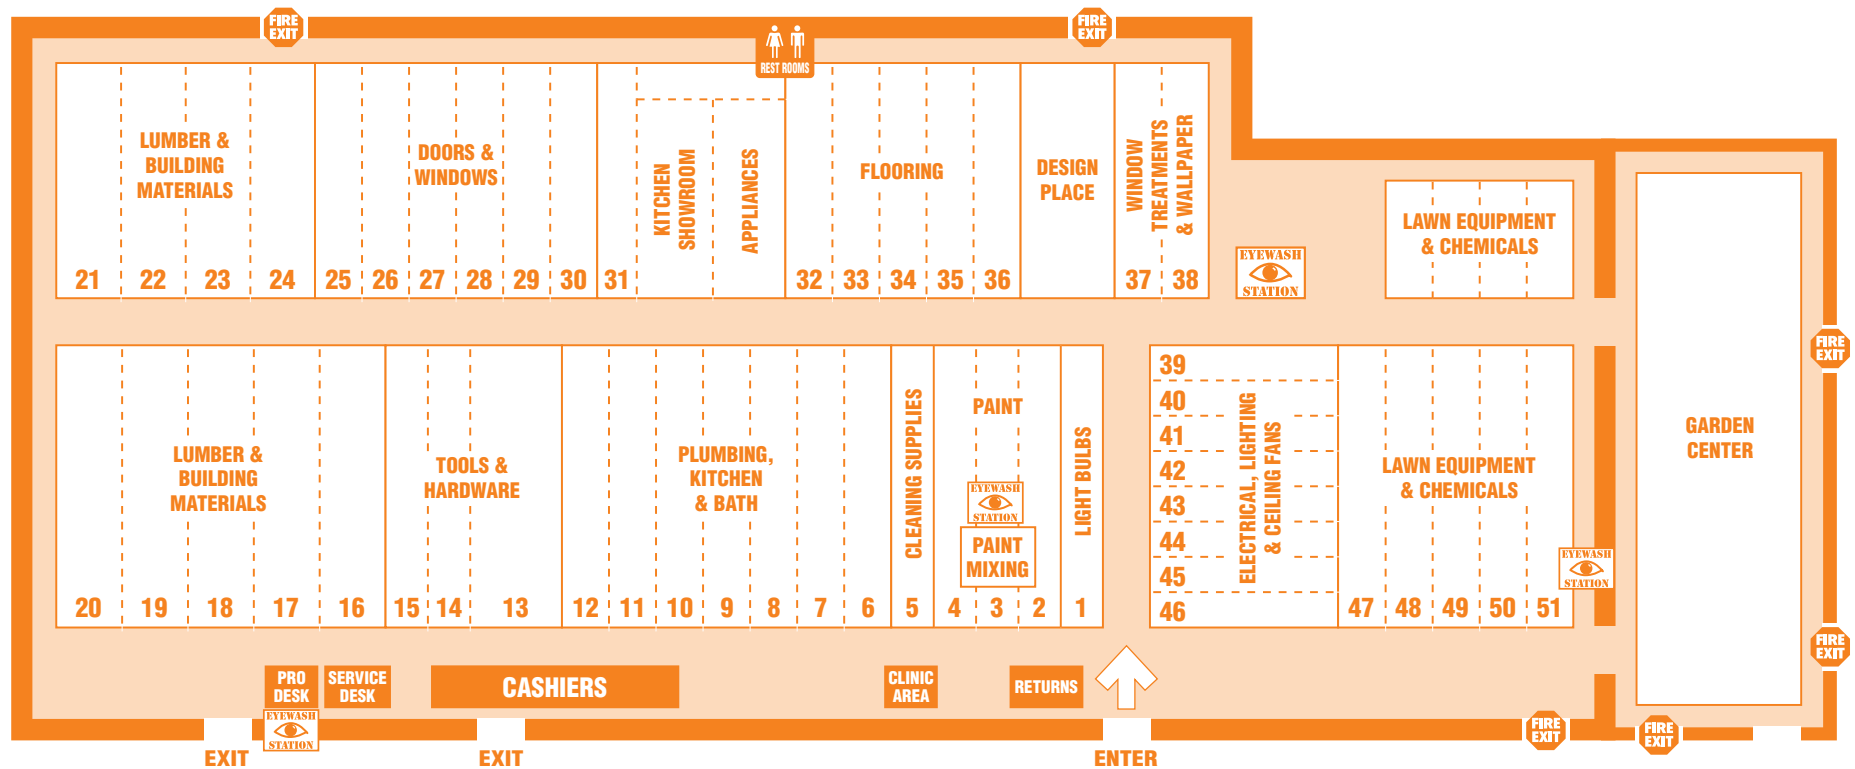 FIRE
EXIT
FIRE
EXIT
REST ROOMS
LUMBER &
BUILDING
MATERIALS
DOORS &
WINDOWS
KITCHEN
SHOWROOM
APPLIANCES
FLOORING
DESIGN
PLACE
WINDOW
TREATMENTS
& WALLPAPER
LAWN EQUIPMENT
& CHEMICALS
EYEWASH
STATION
21 22 23 24 25 26 27 28 29 30 31 32 33 34 35 36 37 38
FIRE
EXIT
39
40
41
42
43
44
45
46
ELECTRICAL, LIGHTING
& CEILING FANS
LUMBER &
BUILDING
MATERIALS
TOOLS &
HARDWARE
PLUMBING,
KITCHEN
& BATH
CLEANING SUPPLIES
PAINT
EYEWASH
STATION
PAINT
MIXING
LIGHT BULBS
LAWN EQUIPMENT
& CHEMICALS
GARDEN
CENTER
EYEWASH
STATION
20 19 18 17 16 15 14 13 12 11 10 9 8 7 6 5 4 3 2 1
47 48 49 50 51
FIRE
EXIT
PRO
DESK
SERVICE
DESK
CASHIERS
CLINIC
AREA
RETURNS
EYEWASH
STATION
FIRE
EXIT
FIRE
EXIT
EXIT
EXIT
ENTER